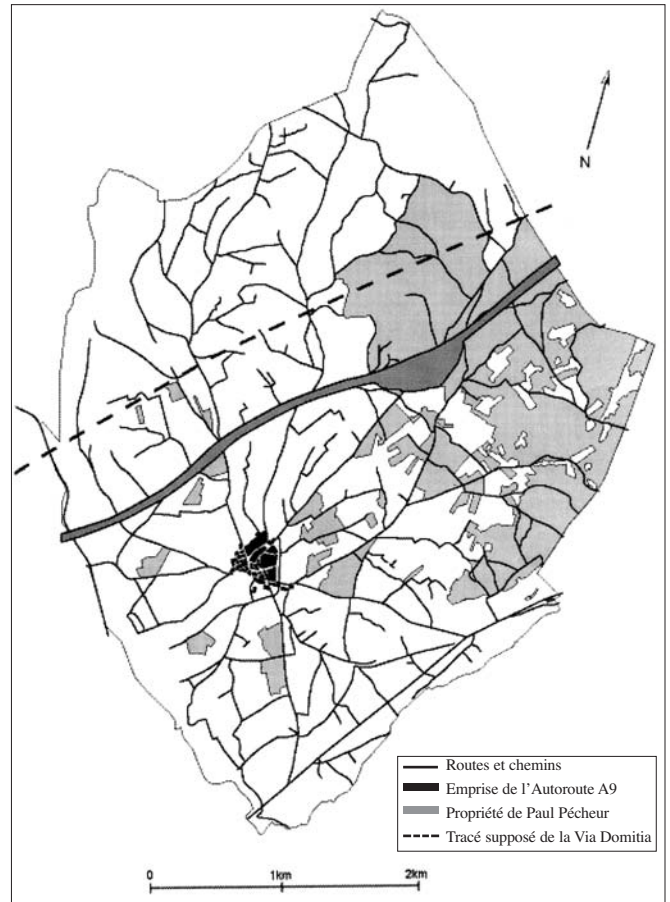 N
Routes et chemins
Emprise de l'Autoroute A9
Propriété de Paul Pécheur
Tracé supposé de la Via Domitia
0 1km 2km